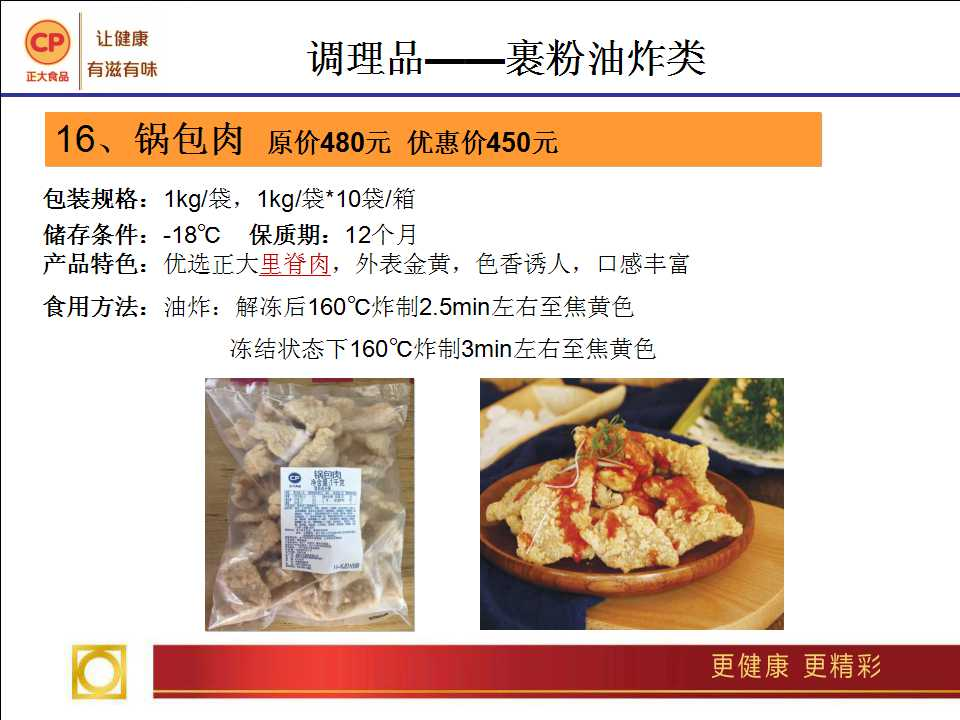 CP
正大食品
让健康
有滋有味
调理品——裹粉油炸类
16、锅包肉 原价480元 优惠价450元
包装规格：1kg/袋，1kg/袋*10袋/箱
储存条件：-18℃ 保质期：12个月
产品特色：优选正大里脊肉，外表金黄，色香诱人，口感丰富
食用方法：油炸：解冻后160℃炸制2.5min左右至焦黄色
冻结状态下160℃炸制3min左右至焦黄色
CP
锅包肉
净含量:1千克
更健康 更精彩